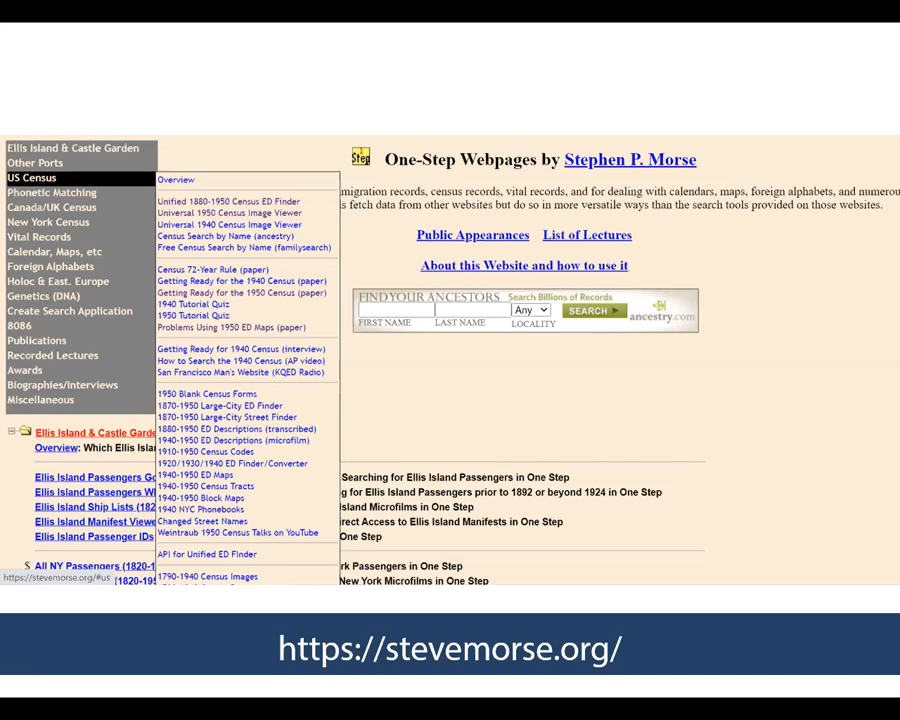 Ellis Island & Castle Garden
Other Ports
US Census
Phonetic Matching
Canada/UK Census
New York Census
Vital Records
Calendar, Maps, etc
Foreign Alphabets
Holoc & East. Europe
Genetics (DNA)
Create Search Application
8086
Publications
Recorded Lectures
Awards
Biographies/Interviews
Miscellaneous
Overview
Unified 1880-1950 Census ED Finder
Universal 1950 Census Image Viewer
Universal 1940 Census Image Viewer
Census Search by Name (ancestry)
Free Census Search by Name (familysearch)
Census 72-Year Rule (paper)
Getting Ready for the 1940 Census (paper)
Getting Ready for the 1950 Census (paper)
1940 Tutorial Quiz
1950 Tutorial Quiz
Problems Using 1950 ED Maps (paper)
Getting Ready for 1940 Census (interview)
How to Search the 1940 Census (AP video)
San Francisco Man's Website (KQED Radio)
1950 Blank Census Forms
1870-1950 Large-City ED Finder
1870-1950 Large-City Street Finder
1880-1950 ED Descriptions (transcribed)
1940-1950 ED Descriptions (microfilm)
1910-1950 Census Codes
1920/1930/1940 ED Finder/Converter
1940-1950 ED Maps
1940-1950 Census Tracts
1940-1950 Block Maps
1940 NYC Phonebooks
Changed Street Names
Weintraub 1950 Census Talks on YouTube
API for Unified ED Finder
1790-1940 Census Images
Step One-Step Webpages by Stephen P. Morse
migration records, census records, vital records, and for dealing with calendars, maps, foreign alphabets, and numerou
ls fetch data from other websites but do so in more versatile ways than the search tools provided on those websites.
Public Appearances List of Lectures
About this Website and how to use it
FIND YOUR ANCESTORS Search Billions of Records
Any SEARCH ancestry.com
FIRST NAME LAST NAME LOCALITY
Ellis Island & Castle Garde
Overview: Which Ellis Isla
Ellis Island Passengers G
Searching for Ellis Island Passengers in One Step
Ellis Island Passengers W
g for Ellis Island Passengers prior to 1892 or beyond 1924 in One Step
Ellis Island Ship Lists (182
Island Microfilms in One Step
Ellis Island Manifest Viewe
irect Access to Ellis Island Manifests in One Step
Ellis Island Passenger IDs
One Step
$ All NY Passengers (1820-1
rk Passengers in One Step
https://stevemorse.org/#us
(1820-19
New York Microfilms in One Step
https://stevemorse.org/